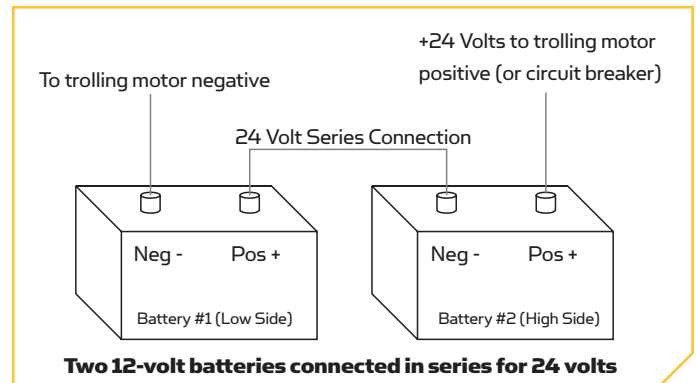 +24 Volts to trolling motor
positive (or circuit breaker)
To trolling motor negative
24 Volt Series Connection
Neg - Pos +
Neg - Pos +
Battery #1 (Low Side)
Battery #2 (High Side)
Two 12-volt batteries connected in series for 24 volts